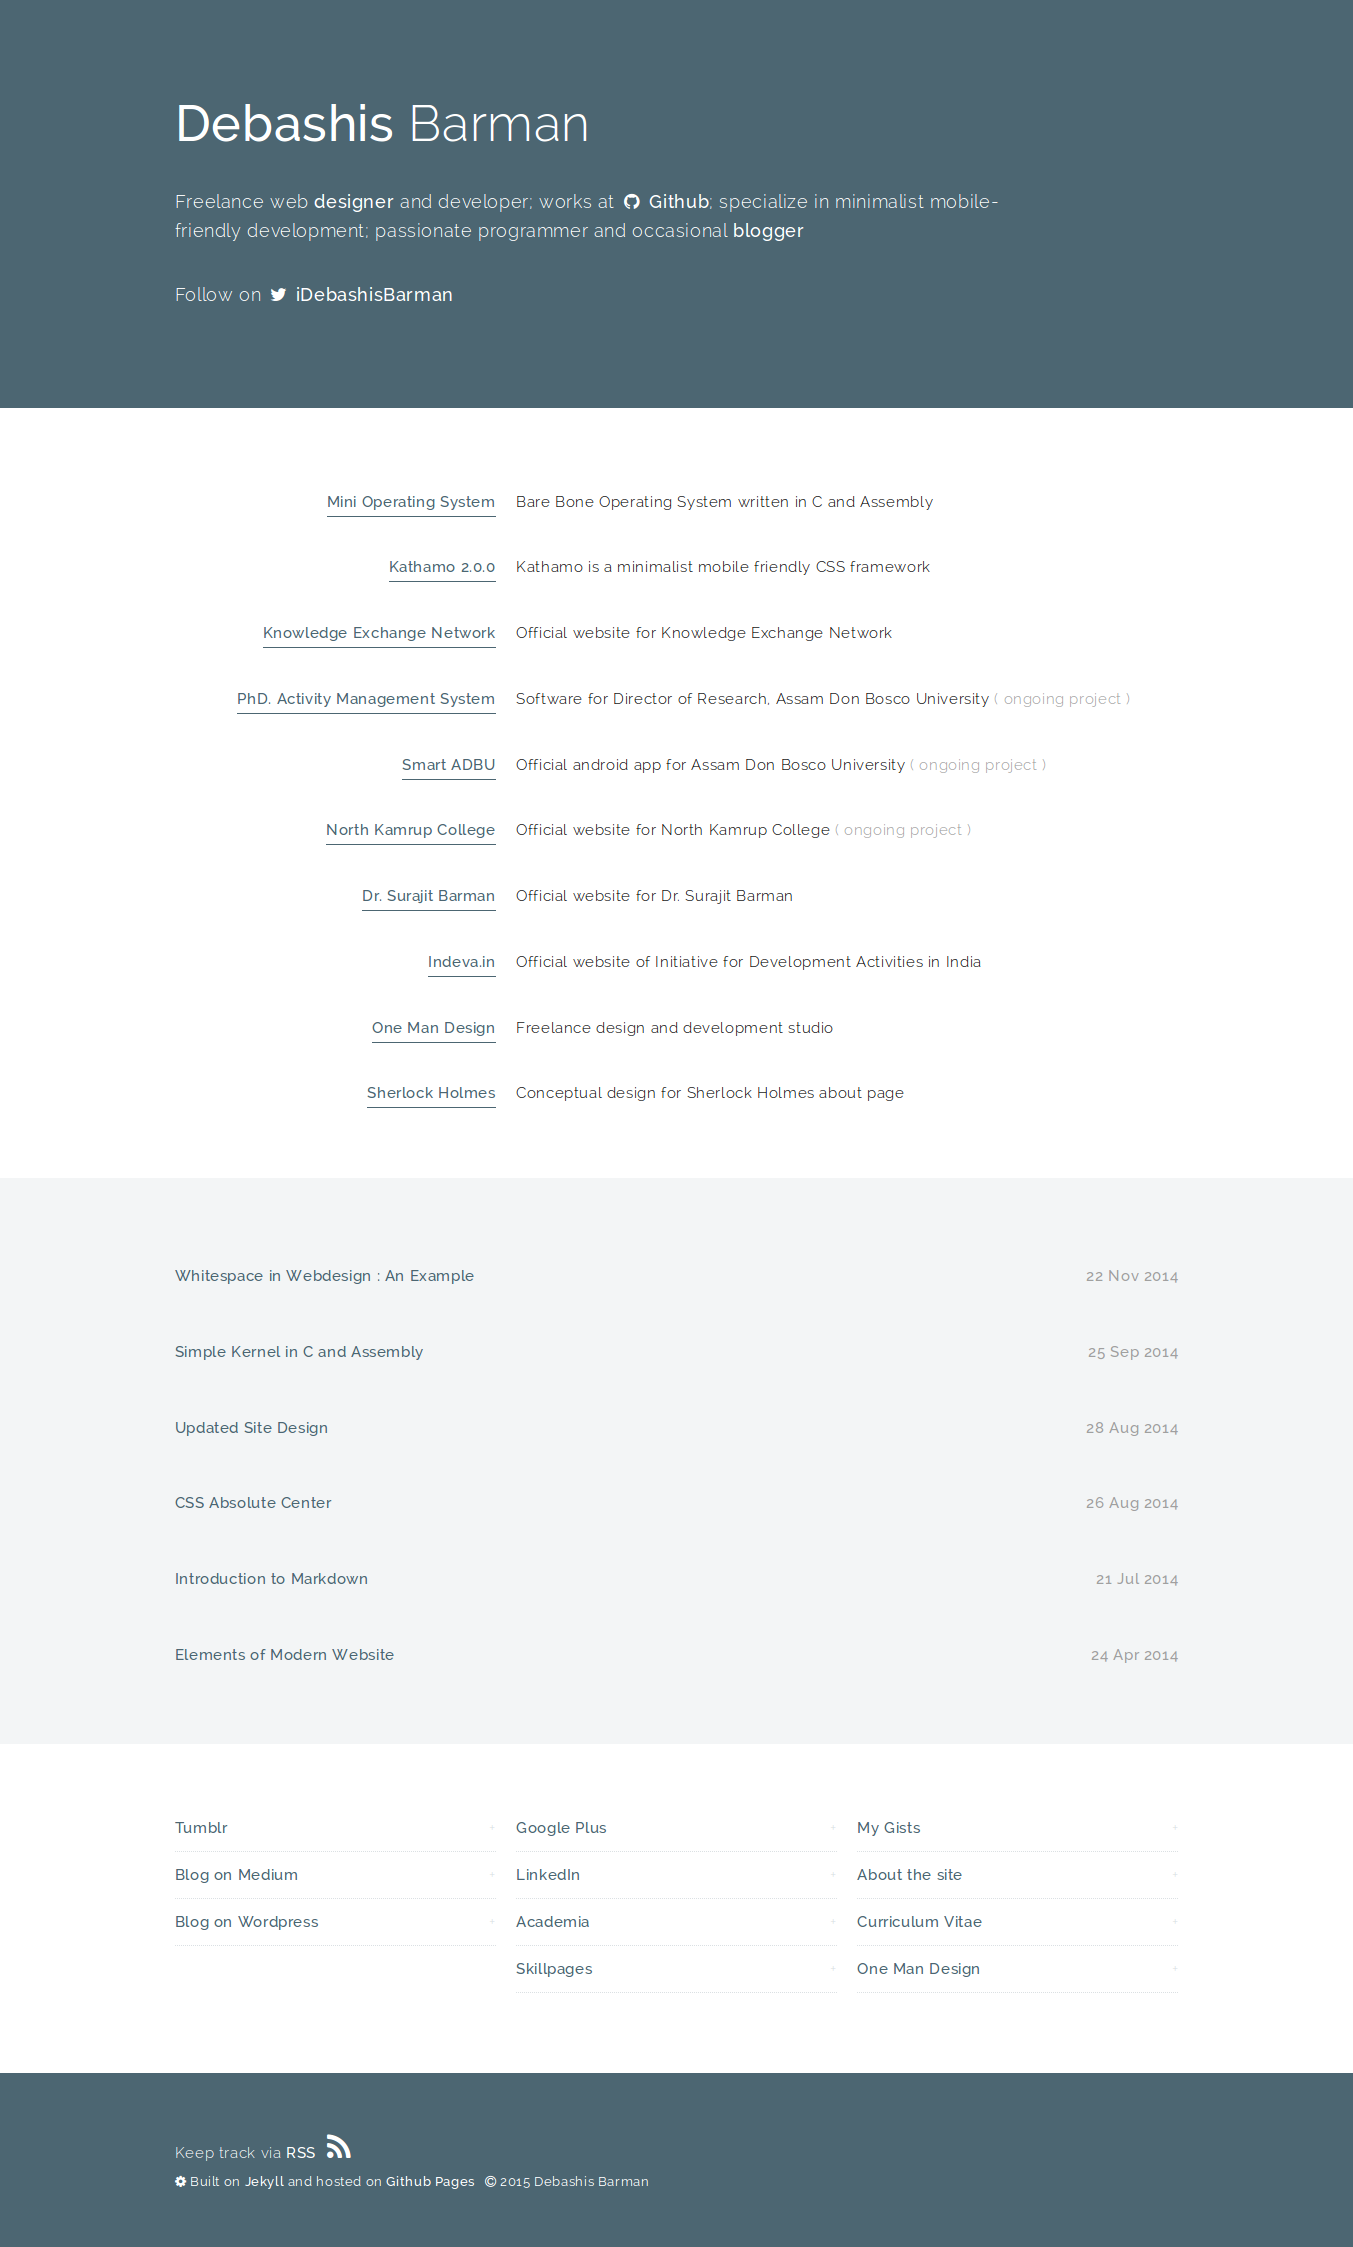 Debashis Barman
Freelance web designer and developer; works at Github; specialize in minimalist mobile-
friendly development; passionate programmer and occasional blogger
Follow on iDebashisBarman
Mini Operating System Bare Bone Operating System written in C and Assembly
Kathamo 2.0.0 Kathamo is a minimalist mobile friendly CSS framework
Knowledge Exchange Network Official website for Knowledge Exchange Network
PhD. Activity Management System Software for Director of Research, Assam Don Bosco University ( ongoing project )
Smart ADBU Official android app for Assam Don Bosco University ( ongoing project )
North Kamrup College Official website for North Kamrup College ( ongoing project )
Dr. Surajit Barman Official website for Dr. Surajit Barman
Indeva.in Official website of Initiative for Development Activities in India
One Man Design Freelance design and development studio
Sherlock Holmes Conceptual design for Sherlock Holmes about page
Whitespace in Webdesign : An Example 22 Nov 2014
Simple Kernel in C and Assembly 25 Sep 2014
Updated Site Design 28 Aug 2014
CSS Absolute Center 26 Aug 2014
Introduction to Markdown 21 Jul 2014
Elements of Modern Website 24 Apr 2014
Tumblr +
Blog on Medium +
Blog on Wordpress +
Google Plus +
LinkedIn +
Academia +
Skillpages +
My Gists +
About the site +
Curriculum Vitae +
One Man Design +
Keep track via RSS
Built on Jekyll and hosted on Github Pages © 2015 Debashis Barman